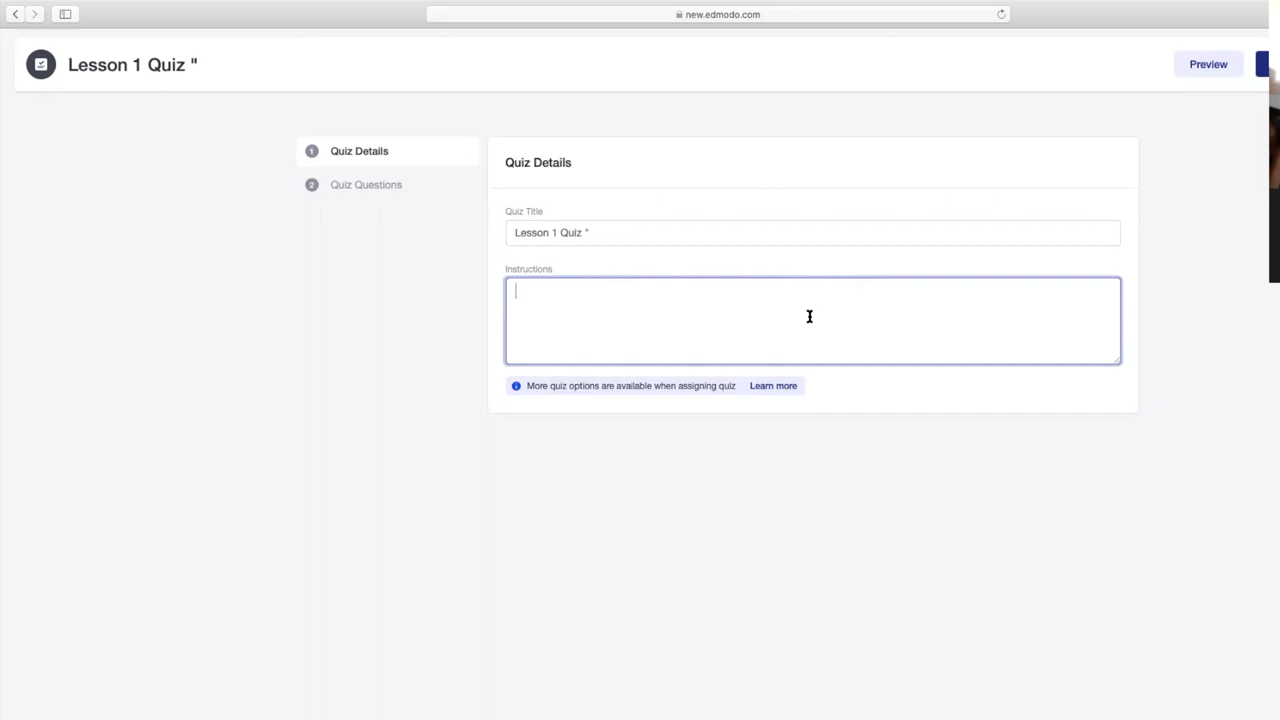 new.edmodo.com
Lesson 1 Quiz "
Preview
1 Quiz Details
2 Quiz Questions
Quiz Details
Quiz Title
Lesson 1 Quiz "
Instructions
More quiz options are available when assigning quiz Learn more